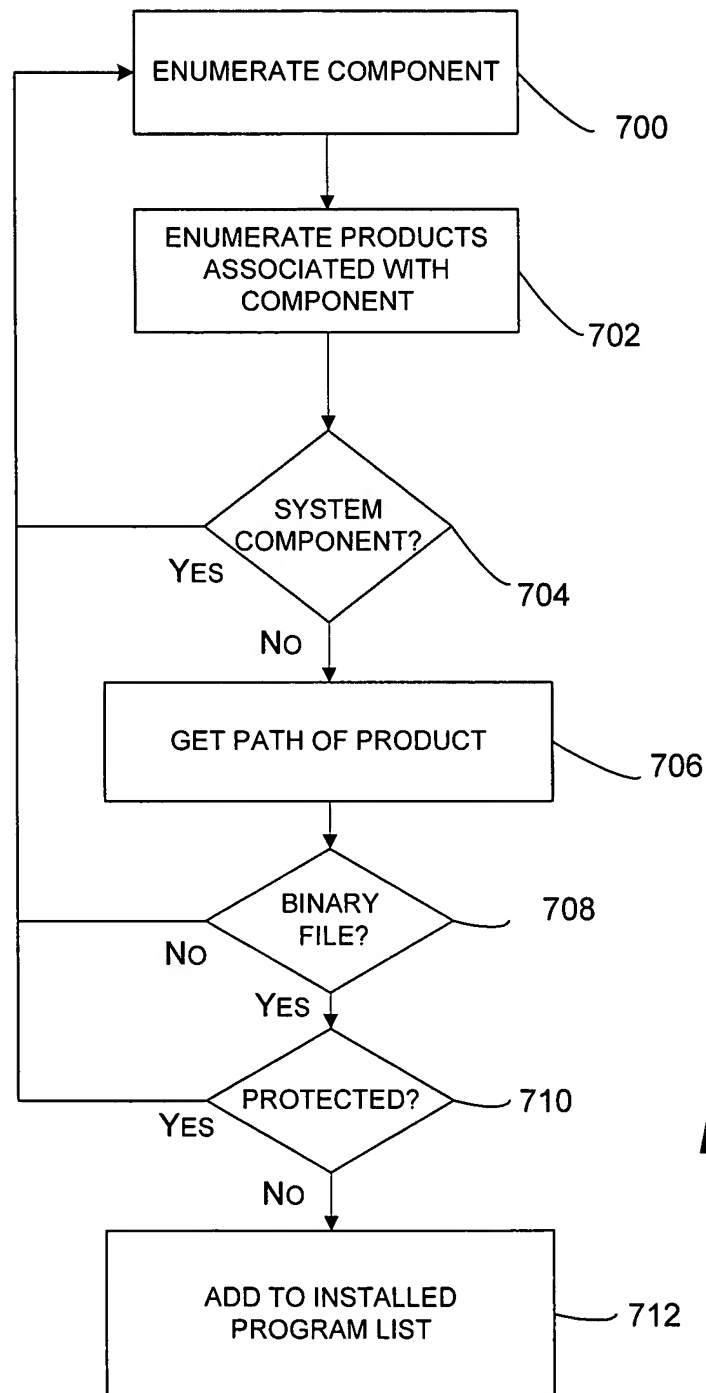 ENUMERATE COMPONENT
700
ENUMERATE PRODUCTS
ASSOCIATED WITH
COMPONENT
702
SYSTEM
COMPONENT?
704
YES
NO
GET PATH OF PRODUCT
706
BINARY
FILE?
708
NO
YES
PROTECTED?
710
YES
NO
ADD TO INSTALLED
PROGRAM LIST
712